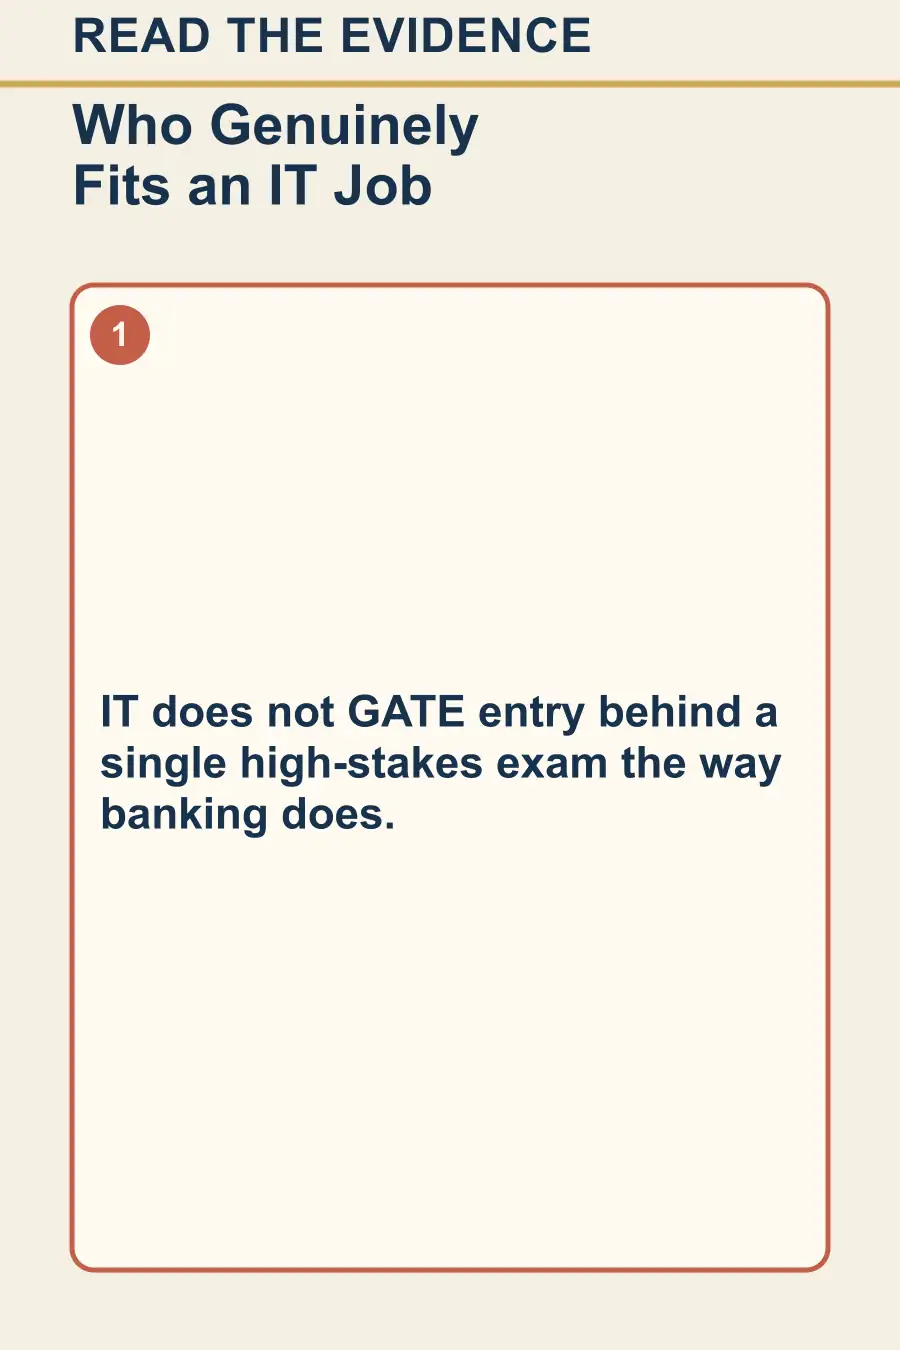 READ THE EVIDENCE
Who Genuinely
Fits an IT Job
1
IT does not GATE entry behind a
single high-stakes exam the way
banking does.